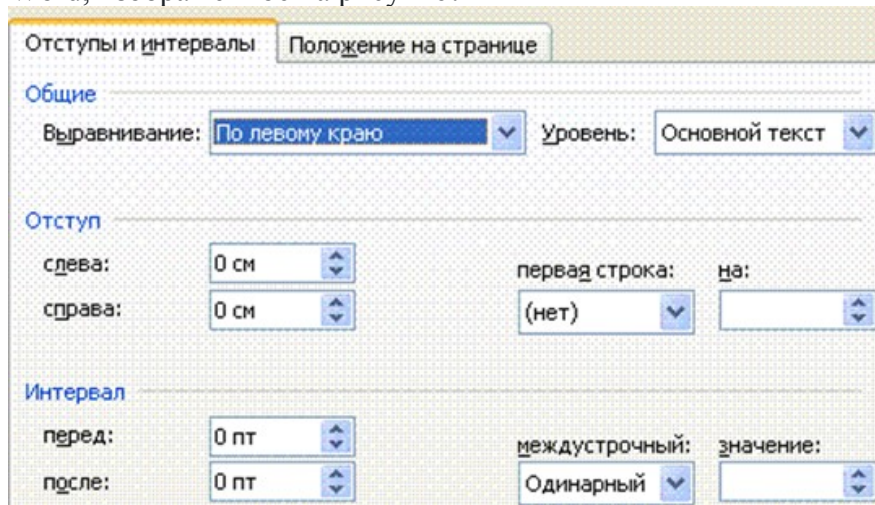 Отступы и интервалы Положение на странице
Общие
Выравнивание: По левому краю Уровень: Основной текст
Отступ
слева: 0 см первая строка: на:
справа: 0 см (нет)
Интервал
перед: 0 пт междустрочный: значение:
после: 0 пт Одинарный